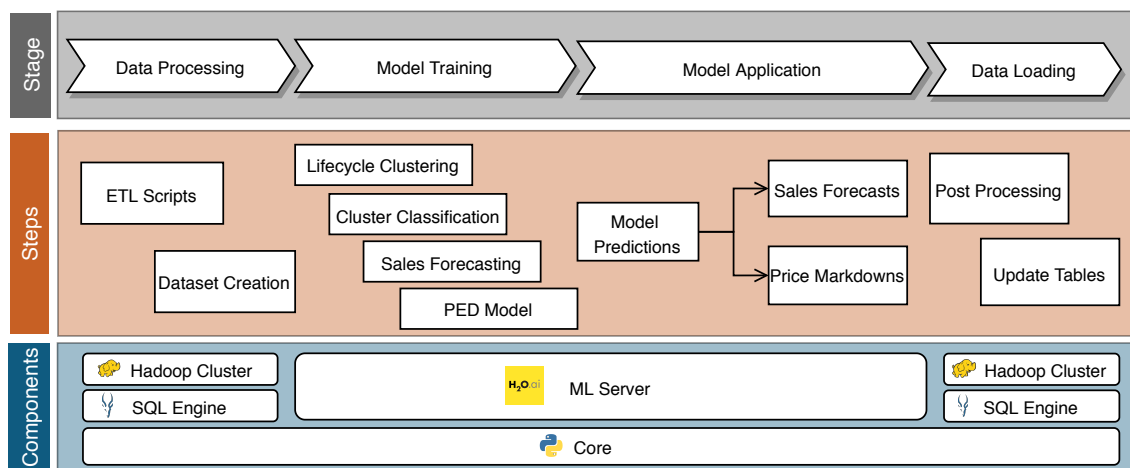 Stage
Data Processing
Model Training
Model Application
Data Loading
Steps
ETL Scripts
Dataset Creation
Lifecycle Clustering
Cluster Classification
Sales Forecasting
PED Model
Model
Predictions
Sales Forecasts
Price Markdowns
Post Processing
Update Tables
Components
Hadoop Cluster
SQL Engine
H₂O.ai
ML Server
Hadoop Cluster
SQL Engine
Core